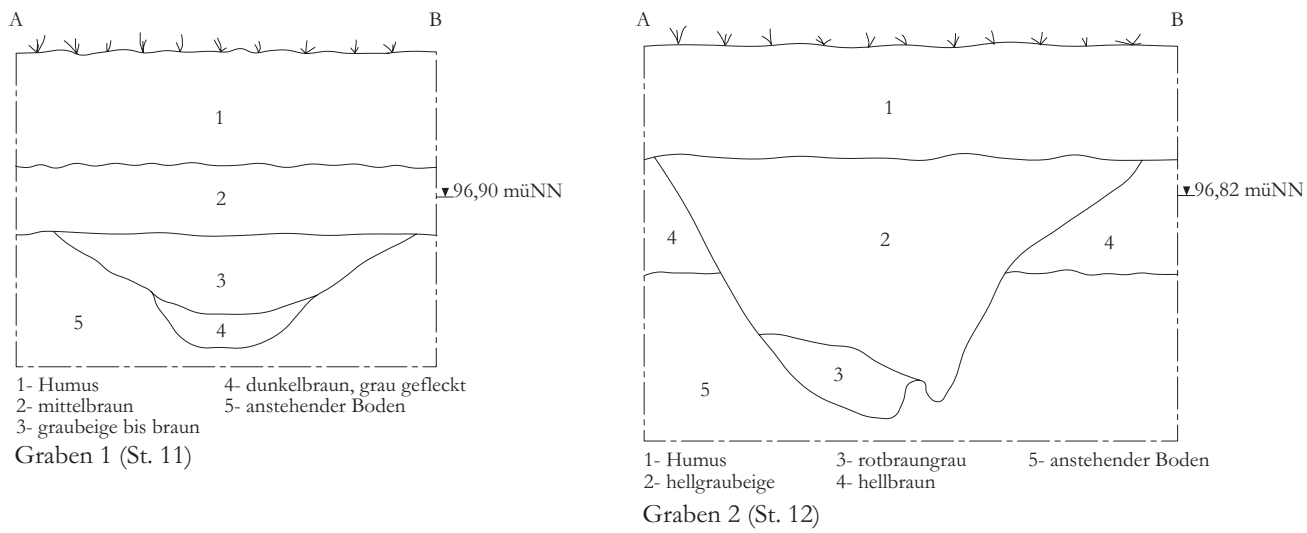 A B
1
2
96,90 müNN
3
5
4
1- Humus 4- dunkelbraun, grau gefleckt
2- mittelbraun 5- anstehender Boden
3- graubeige bis braun
Graben 1 (St. 11)
A B
1
96,82 müNN
4 2 4
3
5
1- Humus 3- rotbraungrau 5- anstehender Boden
2- hellgraubeige 4- hellbraun
Graben 2 (St. 12)